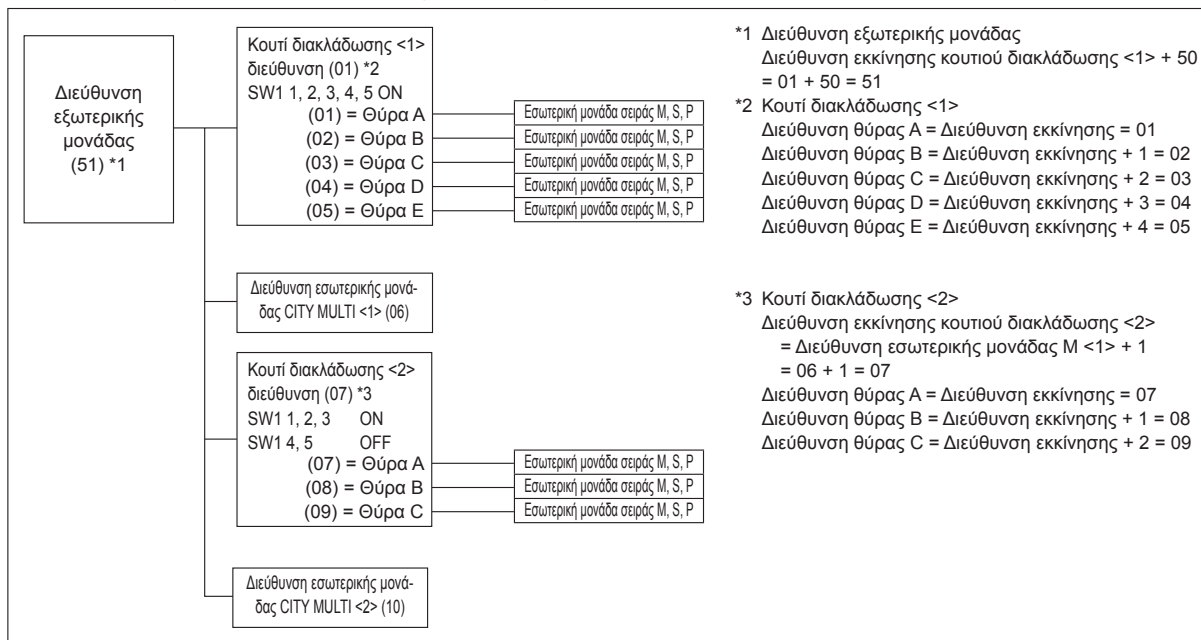 Διεύθυνση
εξωτερικής
μονάδας
(51) *1
Κουτί διακλάδωσης <1>
διεύθυνση (01) *2
SW1 1, 2, 3, 4, 5 ON
(01) = Θύρα A
(02) = Θύρα B
(03) = Θύρα C
(04) = Θύρα D
(05) = Θύρα E
Εσωτερική μονάδα σειράς M, S, P
Εσωτερική μονάδα σειράς M, S, P
Εσωτερική μονάδα σειράς M, S, P
Εσωτερική μονάδα σειράς M, S, P
Εσωτερική μονάδα σειράς M, S, P
Διεύθυνση εσωτερικής μονά-
δας CITY MULTI <1> (06)
Κουτί διακλάδωσης <2>
διεύθυνση (07) *3
SW1 1, 2, 3 ON
SW1 4, 5 OFF
(07) = Θύρα A
(08) = Θύρα B
(09) = Θύρα C
Εσωτερική μονάδα σειράς M, S, P
Εσωτερική μονάδα σειράς M, S, P
Εσωτερική μονάδα σειράς M, S, P
Διεύθυνση εσωτερικής μονά-
δας CITY MULTI <2> (10)
*1 Διεύθυνση εξωτερικής μονάδας
Διεύθυνση εκκίνησης κουτιού διακλάδωσης <1> + 50
= 01 + 50 = 51
*2 Κουτί διακλάδωσης <1>
Διεύθυνση θύρας A = Διεύθυνση εκκίνησης = 01
Διεύθυνση θύρας B = Διεύθυνση εκκίνησης + 1 = 02
Διεύθυνση θύρας C = Διεύθυνση εκκίνησης + 2 = 03
Διεύθυνση θύρας D = Διεύθυνση εκκίνησης + 3 = 04
Διεύθυνση θύρας E = Διεύθυνση εκκίνησης + 4 = 05
*3 Κουτί διακλάδωσης <2>
Διεύθυνση εκκίνησης κουτιού διακλάδωσης <2>
= Διεύθυνση εσωτερικής μονάδας M <1> + 1
= 06 + 1 = 07
Διεύθυνση θύρας A = Διεύθυνση εκκίνησης = 07
Διεύθυνση θύρας B = Διεύθυνση εκκίνησης + 1 = 08
Διεύθυνση θύρας C = Διεύθυνση εκκίνησης + 2 = 09